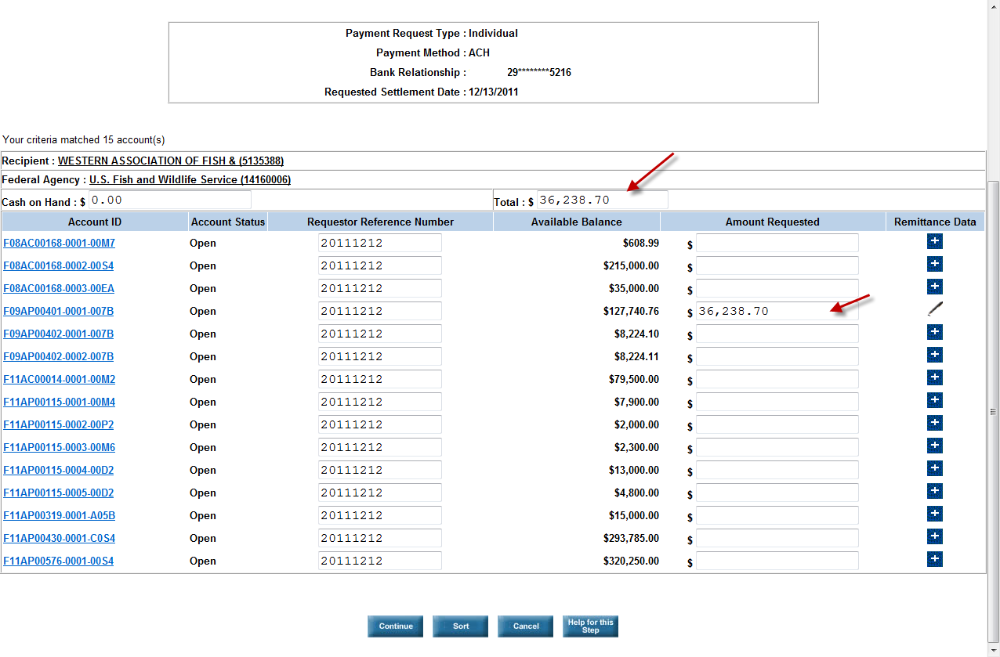 Payment Request Type : Individual
Payment Method : ACH
Bank Relationship : 29********5216
Requested Settlement Date : 12/13/2011
Your criteria matched 15 account(s)
Recipient : WESTERN ASSOCIATION OF FISH & (5135388)
Federal Agency : U.S. Fish and Wildlife Service (14160006)
Cash on Hand : $ 0.00 Total : $ 36,238.70
Account ID Account Status Requestor Reference Number Available Balance Amount Requested Remittance Data
F08AC00168-0001-00M7 Open 20111212 $608.99 $
F08AC00168-0002-00S4 Open 20111212 $215,000.00 $
F08AC00168-0003-00EA Open 20111212 $35,000.00 $
F09AP00401-0001-007B Open 20111212 $127,740.76 $ 36,238.70
F09AP00402-0001-007B Open 20111212 $8,224.10 $
F09AP00402-0002-007B Open 20111212 $8,224.11 $
F11AC00014-0001-00M2 Open 20111212 $79,500.00 $
F11AP00115-0001-00M4 Open 20111212 $7,900.00 $
F11AP00115-0002-00P2 Open 20111212 $2,000.00 $
F11AP00115-0003-00M6 Open 20111212 $2,300.00 $
F11AP00115-0004-00D2 Open 20111212 $13,000.00 $
F11AP00115-0005-00D2 Open 20111212 $4,800.00 $
F11AP00319-0001-A05B Open 20111212 $15,000.00 $
F11AP00430-0001-C0S4 Open 20111212 $293,785.00 $
F11AP00576-0001-00S4 Open 20111212 $320,250.00 $
Continue Sort Cancel Help for this
Step